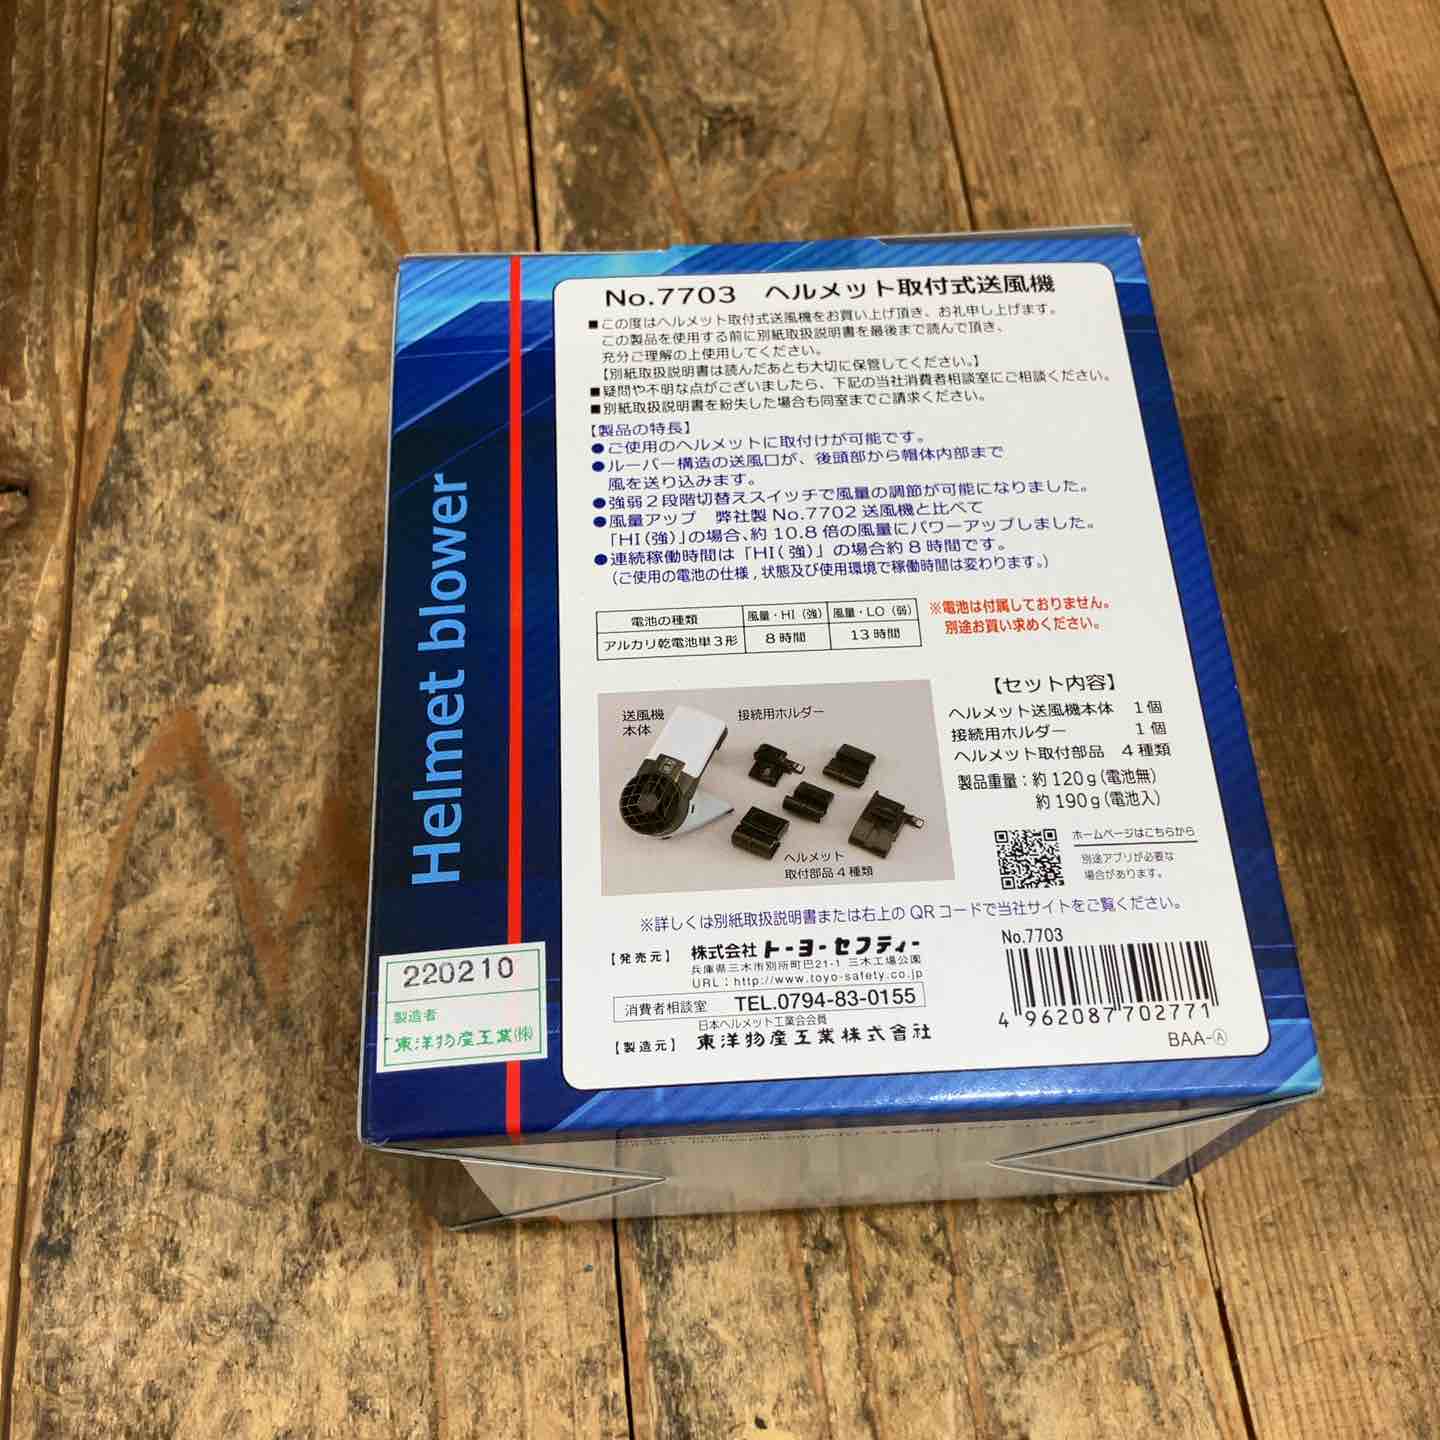 No.7703 ヘルメット取付式送風機
■この度はヘルメット取付式送風機をお買い上げ頂き、お礼申し上げます。
この製品を使用する前に別紙取扱説明書を最後まで読んで頂き、
充分ご理解の上使用してください。
【別紙取扱説明書は読んだあとも大切に保管してください。】
■疑問や不明な点がございましたら、下記の当社消費者相談室にご相談ください。
■別紙取扱説明書を紛失した場合も同室までご請求ください。
【製品の特長】
●ご使用のヘルメットに取付けが可能です。
●ルーバー構造の送風口が、後頭部から帽体内部まで
風を送り込みます。
●強弱２段階切替えスイッチで風量の調節が可能になりました。
●風量アップ 弊社製 No.7702 送風機と比べて
「HI(強)」の場合、約 10.8 倍の風量にパワーアップしました。
●連続稼働時間は「HI(強)」の場合約 8 時間です。
(ご使用の電池の仕様,状態及び使用環境で稼働時間は変わります。)
電池の種類 風量・HI (強) 風量・LO (弱)
アルカリ乾電池単３形 8 時間 13 時間
※電池は付属しておりません。
別途お買い求めください。
送風機
本体
接続用ホルダー
ヘルメット
取付部品 4 種類
【セット内容】
ヘルメット送風機本体 1 個
接続用ホルダー 1 個
ヘルメット取付部品 4 種類
製品重量：約 120g(電池無)
約 190g(電池入)
ホームページはこちらから
別途アプリが必要な
場合があります。
※詳しくは別紙取扱説明書または右上の QR コードで当社サイトをご覧ください。
【発売元】 株式会社 トーヨーセフティー
兵庫県三木市別所町巴21-1 三木工場公園
URL：http://www.toyo-safety.co.jp
消費者相談室 TEL.0794-83-0155
日本ヘルメット工業会会員
【製造元】 東洋物産工業株式会社
No.7703
4 962087 702771
BAA-Ⓐ
Helmet blower
220210
製造者
東洋物産工業㈱